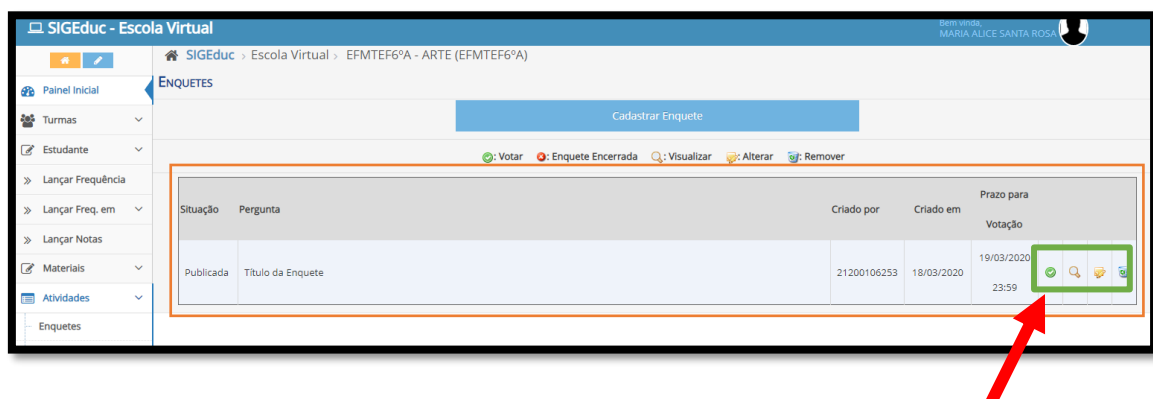 SIGEduc - Escola Virtual
Bem vinda,
MARIA ALICE SANTA ROSA
SIGEduc › Escola Virtual › EFMTEF6ºA - ARTE (EFMTEF6ºA)
ENQUETES
Painel Inicial
Turmas
Estudante
Lançar Frequência
Lançar Freq. em
Lançar Notas
Materiais
Atividades
Enquetes
Cadastrar Enquete
: Votar : Enquete Encerrada : Visualizar : Alterar : Remover
Situação Pergunta Criado por Criado em Prazo para Votação
Publicada Título da Enquete 21200106253 18/03/2020 19/03/2020 23:59